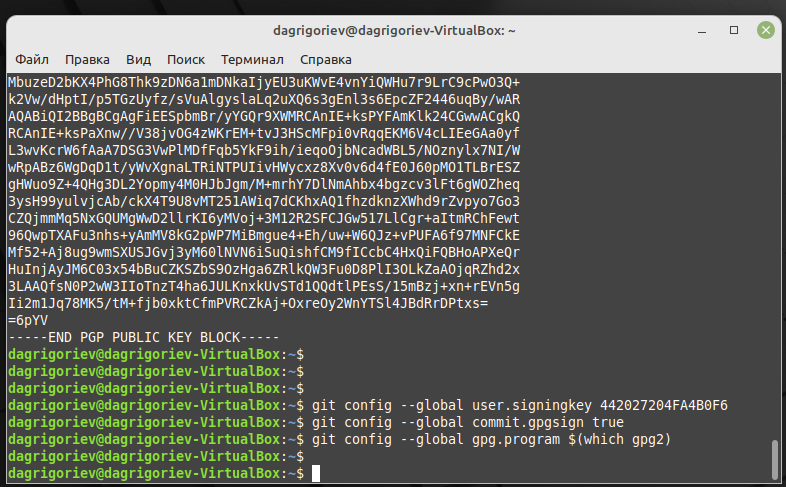 dagrigoriev@dagrigoriev-VirtualBox: ~
Файл Правка Вид Поиск Терминал Справка
MbuzeD2bKX4PhG8Thk9zDN6a1mDNkaIjyEU3uKWvE4vnYiQWHu7r9LrC9cPwO3Q+
k2Vw/dHptI/p5TGzUyfz/sVuAlgyslaLq2uXQ6s3gEnl3s6EpcZF2446uqBy/wAR
AQABiQI2BBgBCgAgFiEESpbmBr/yYGQr9XWMRCAnIE+ksPYFAmKlk24CGwwACgkQ
RCAnIE+ksPaXnw//V38jvOG4zWKrEM+tvJ3HScMFpi0vRqqEKM6V4cLIEeGAa0yf
L3wvKcrW6fAaA7DSG3VwPlMDfFqb5YkF9ih/ieqoOjbNcadWBL5/NOznylx7NI/W
wRpABz6WgDqD1t/yWvXgnaLTRiNTPUIivHWycxz8Xv0v6d4fE0J60pMO1TLBrESZ
gHWuo9Z+4QHg3DL2Yopmy4M0HJbJgm/M+mrhY7DlNmAhbx4bgzcv3lFt6gWOZheq
3ysH99yulvjcAb/ckX4T9U8vMT251AWiq7dCKhxAQ1fhzdknzXWhd9rZvpyo7Go3
CZQjmmMq5NxGQUMgWwD2llrKI6yMVoj+3M12R2SFCJGw517LlCgr+aItmRChFewt
96QwpTXAFu3nhs+yAmMV8kG2pWP7MiBmgue4+Eh/uw+W6QJz+vPUFA6f97MNFCkE
Mf52+Aj8ug9wmSXUSJGvj3yM60lNVN6iSuQishfCM9fICcbC4HxQiFQBHoAPXeQr
HuInjAyJM6C03x54bBuCZKSZbS9OzHga6ZRlkQW3Fu0D8PlI3OLkZaAOjqRZhd2x
3LAAQfsN0P2wW3IIoTnzT4ha6JULKnxkUvSTd1QQdtlPEsS/15mBzj+xn+rEVn5g
Ii2m1Jq78MK5/tM+fjb0xktCfmPVRCZkAj+OxreOy2WnYTSl4JBdRrDPtxs=
=6pYV
-----END PGP PUBLIC KEY BLOCK-----
dagrigoriev@dagrigoriev-VirtualBox:~$
dagrigoriev@dagrigoriev-VirtualBox:~$
dagrigoriev@dagrigoriev-VirtualBox:~$
dagrigoriev@dagrigoriev-VirtualBox:~$ git config --global user.signingkey 442027204FA4B0F6
dagrigoriev@dagrigoriev-VirtualBox:~$ git config --global commit.gpgsign true
dagrigoriev@dagrigoriev-VirtualBox:~$ git config --global gpg.program $(which gpg2)
dagrigoriev@dagrigoriev-VirtualBox:~$
dagrigoriev@dagrigoriev-VirtualBox:~$